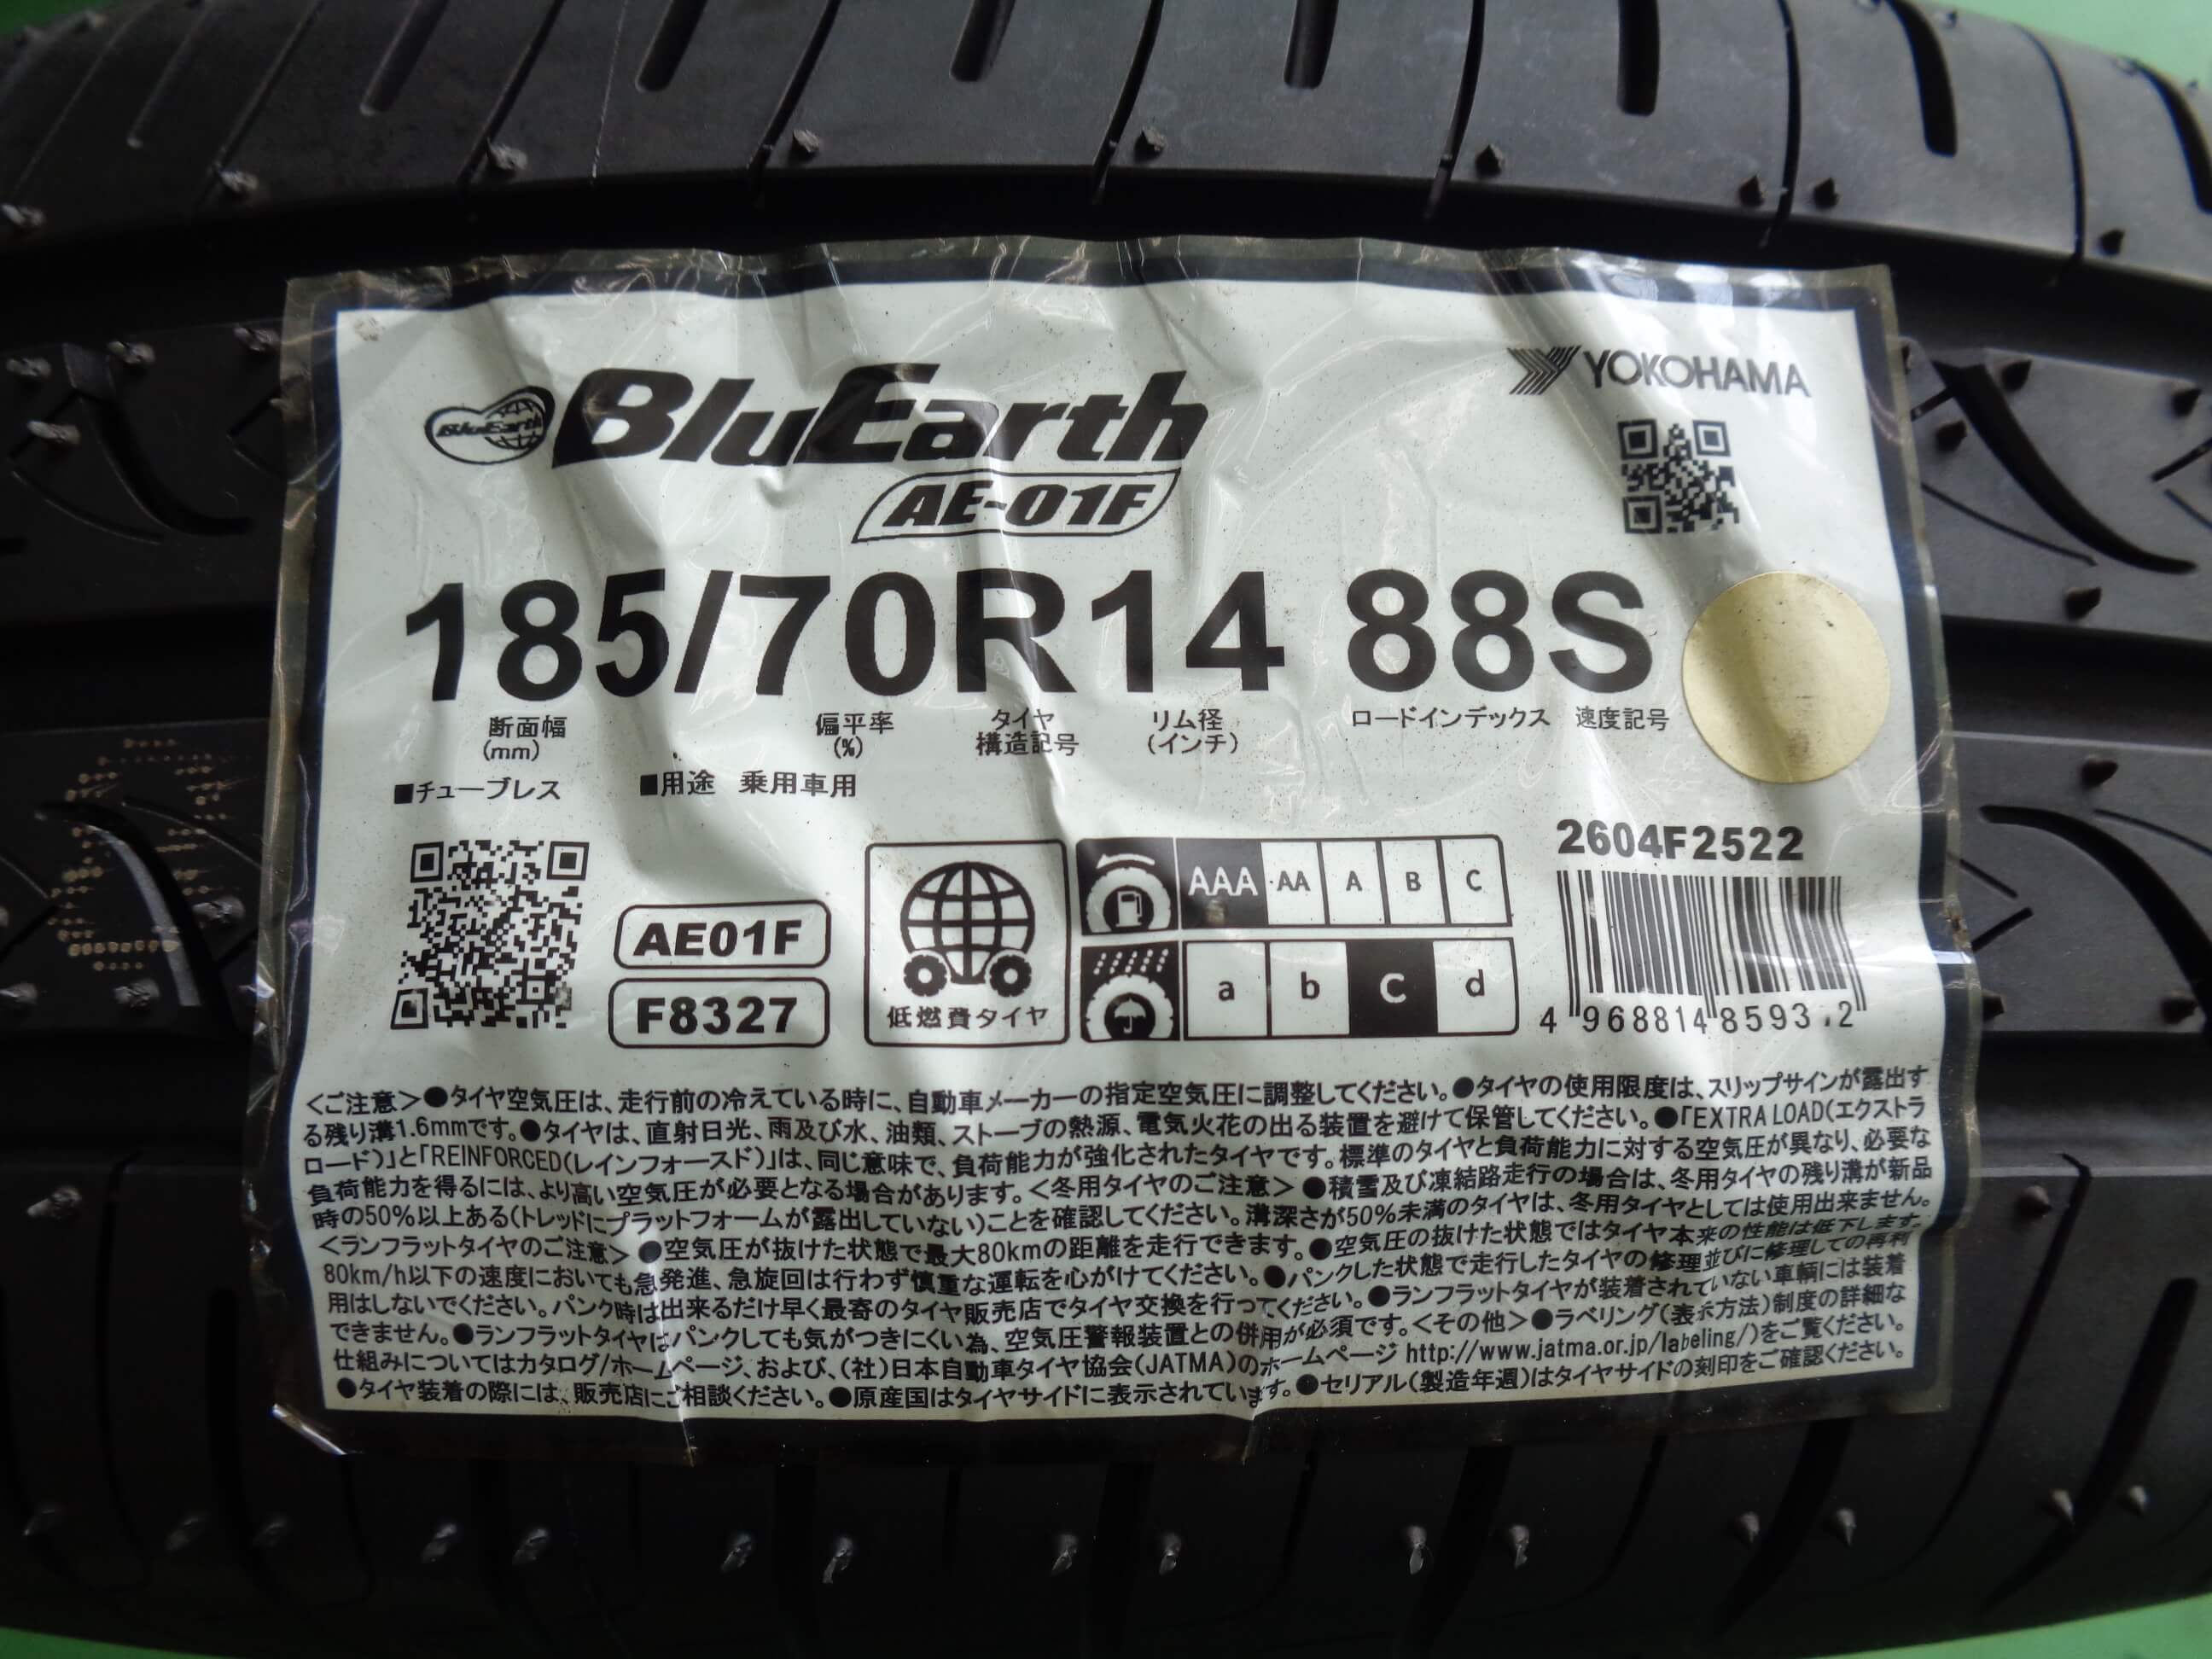 BluEarth
BluEarth
YOKOHAMA
AE-01F
185/70R14 88S
断面幅 偏平率 タイヤ リム径 ロードインデックス 速度記号
(mm) (%) 構造記号 (インチ)
■チューブレス ■用途 乗用車用
2604F2522
AAA AA A B C
AE01F
F8327
低燃費タイヤ
a b c d
4 968814 8593 2
<ご注意>●タイヤ空気圧は、走行前の冷えている時に、自動車メーカーの指定空気圧に調整してください。●タイヤの使用限度は、スリップサインが露出す
る残り溝1.6mmです。●タイヤは、直射日光、雨及び水、油類、ストーブの熱源、電気火花の出る装置を避けて保管してください。●「EXTRA LOAD(エクストラ
ロード)」と「REINFORCED(レインフォースド)」は、同じ意味で、負荷能力が強化されたタイヤです。標準のタイヤと負荷能力に対する空気圧が異なり、必要な
負荷能力を得るには、より高い空気圧が必要となる場合があります。<冬用タイヤのご注意>●積雪及び凍結路走行の場合は、冬用タイヤの残り溝が新品
時の50%以上ある(トレッドにプラットフォームが露出していない)ことを確認してください。溝深さが50%未満のタイヤは、冬用タイヤとしては使用出来ません。
<ランフラットタイヤのご注意>●空気圧が抜けた状態で最大80kmの距離を走行できます。●空気圧の抜けた状態ではタイヤ本来の性能は低下します。
80km/h以下の速度においても急発進、急旋回は行わず慎重な運転を心がけてください。●パンクした状態で走行したタイヤの修理並びに修理しての再利
用はしないでください。パンク時は出来るだけ早く最寄のタイヤ販売店でタイヤ交換を行ってください。●ランフラットタイヤが装着されていない車輌には装着
できません。●ランフラットタイヤはパンクしても気がつきにくい為、空気圧警報装置との併用が必須です。<その他>●ラベリング(表示方法)制度の詳細な
仕組みについてはカタログ/ホームページ、および、(社)日本自動車タイヤ協会(JATMA)のホームページ http://www.jatma.or.jp/labeling/)をご覧ください。
●タイヤ装着の際には、販売店にご相談ください。●原産国はタイヤサイドに表示されています。●セリアル(製造年週)はタイヤサイドの刻印をご確認ください。